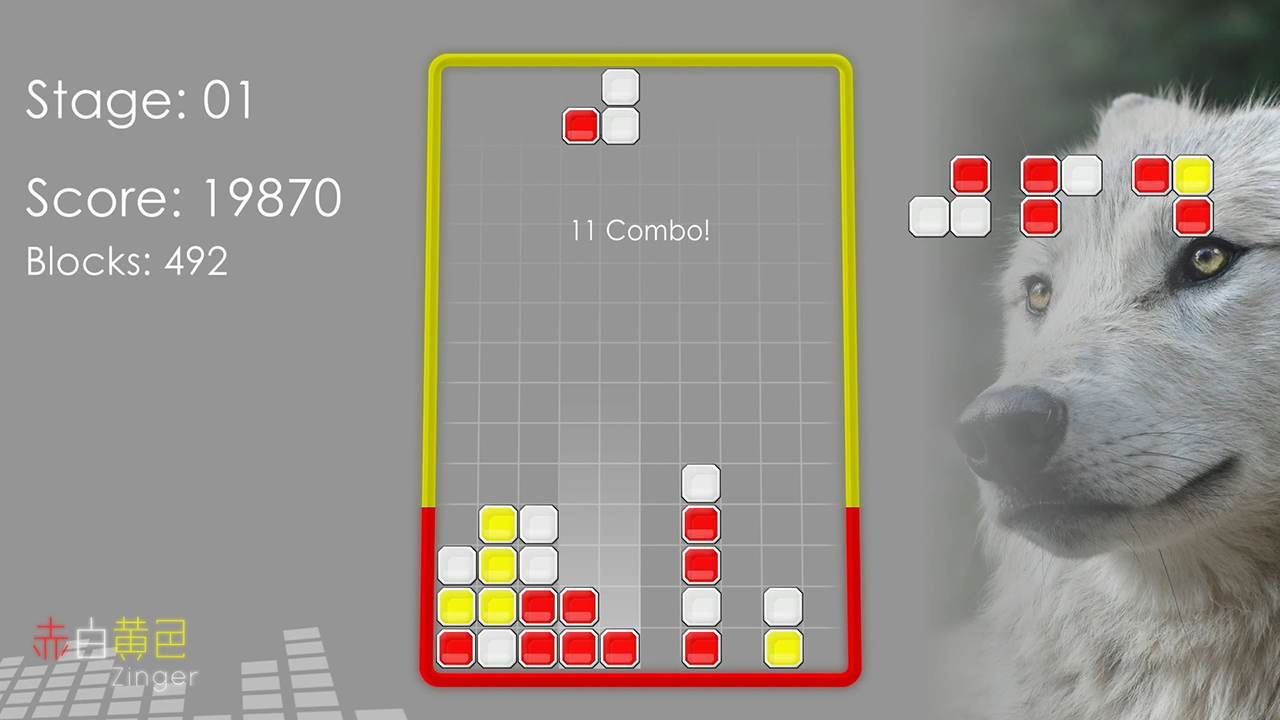 Stage: 01
Score: 19870
Blocks: 492
11 Combo!
赤白黄色
Zinger